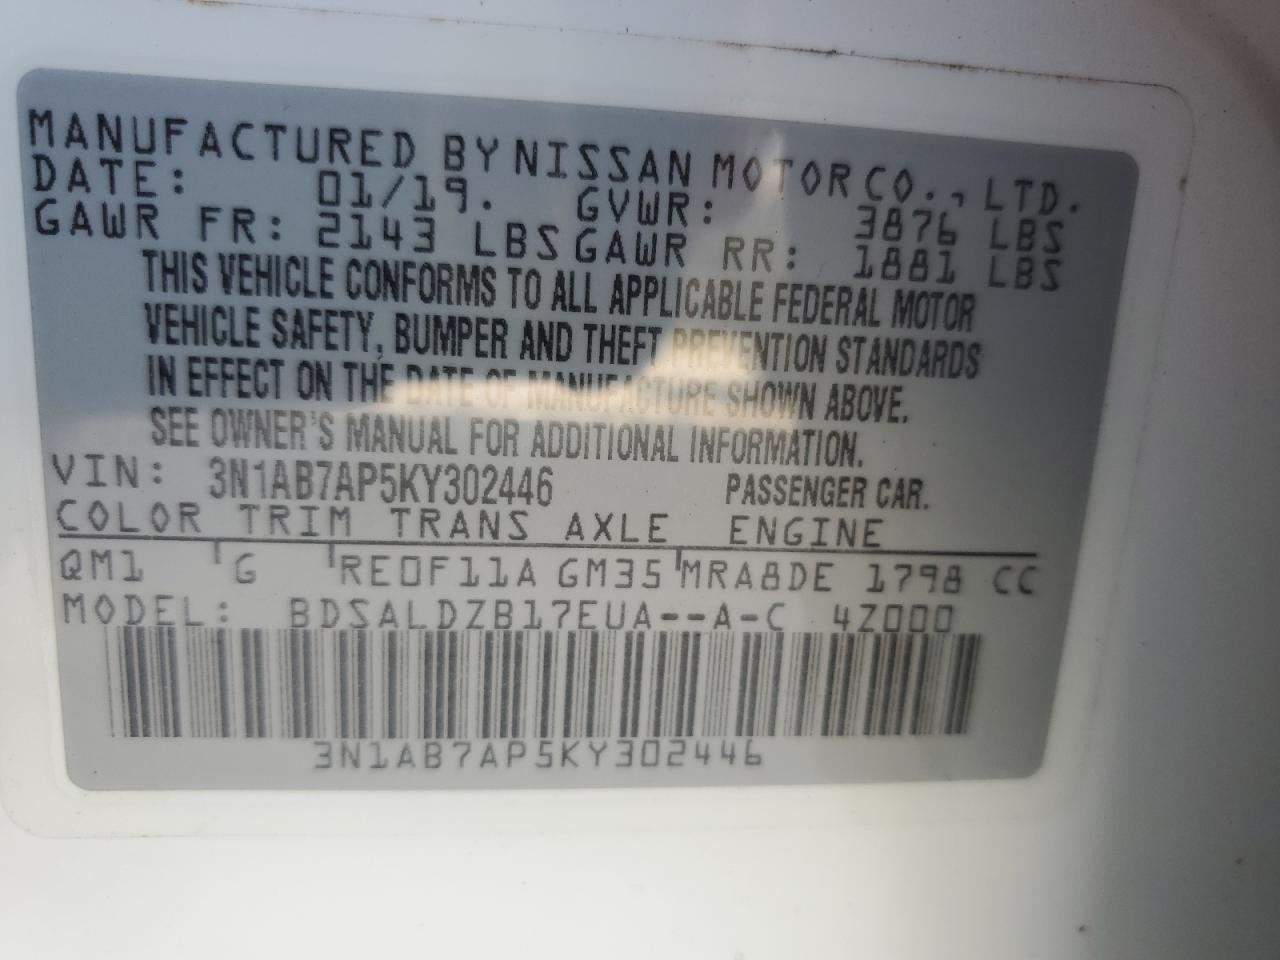 MANUFACTURED BY NISSAN MOTOR CO., LTD.
DATE: 01/19. GVWR: 3876 LBS
GAWR FR: 2143 LBS GAWR RR: 1881 LBS
THIS VEHICLE CONFORMS TO ALL APPLICABLE FEDERAL MOTOR
VEHICLE SAFETY, BUMPER AND THEFT PREVENTION STANDARDS
IN EFFECT ON THE DATE OF MANUFACTURE SHOWN ABOVE.
SEE OWNER'S MANUAL FOR ADDITIONAL INFORMATION.
VIN: 3N1AB7AP5KY302446 PASSENGER CAR.
COLOR TRIM TRANS AXLE ENGINE
QM1 G RE0F11A GM35 MRA8DE 1798 CC
MODEL: BDSALDZB17EUA--A-C 4Z000
3N1AB7AP5KY302446